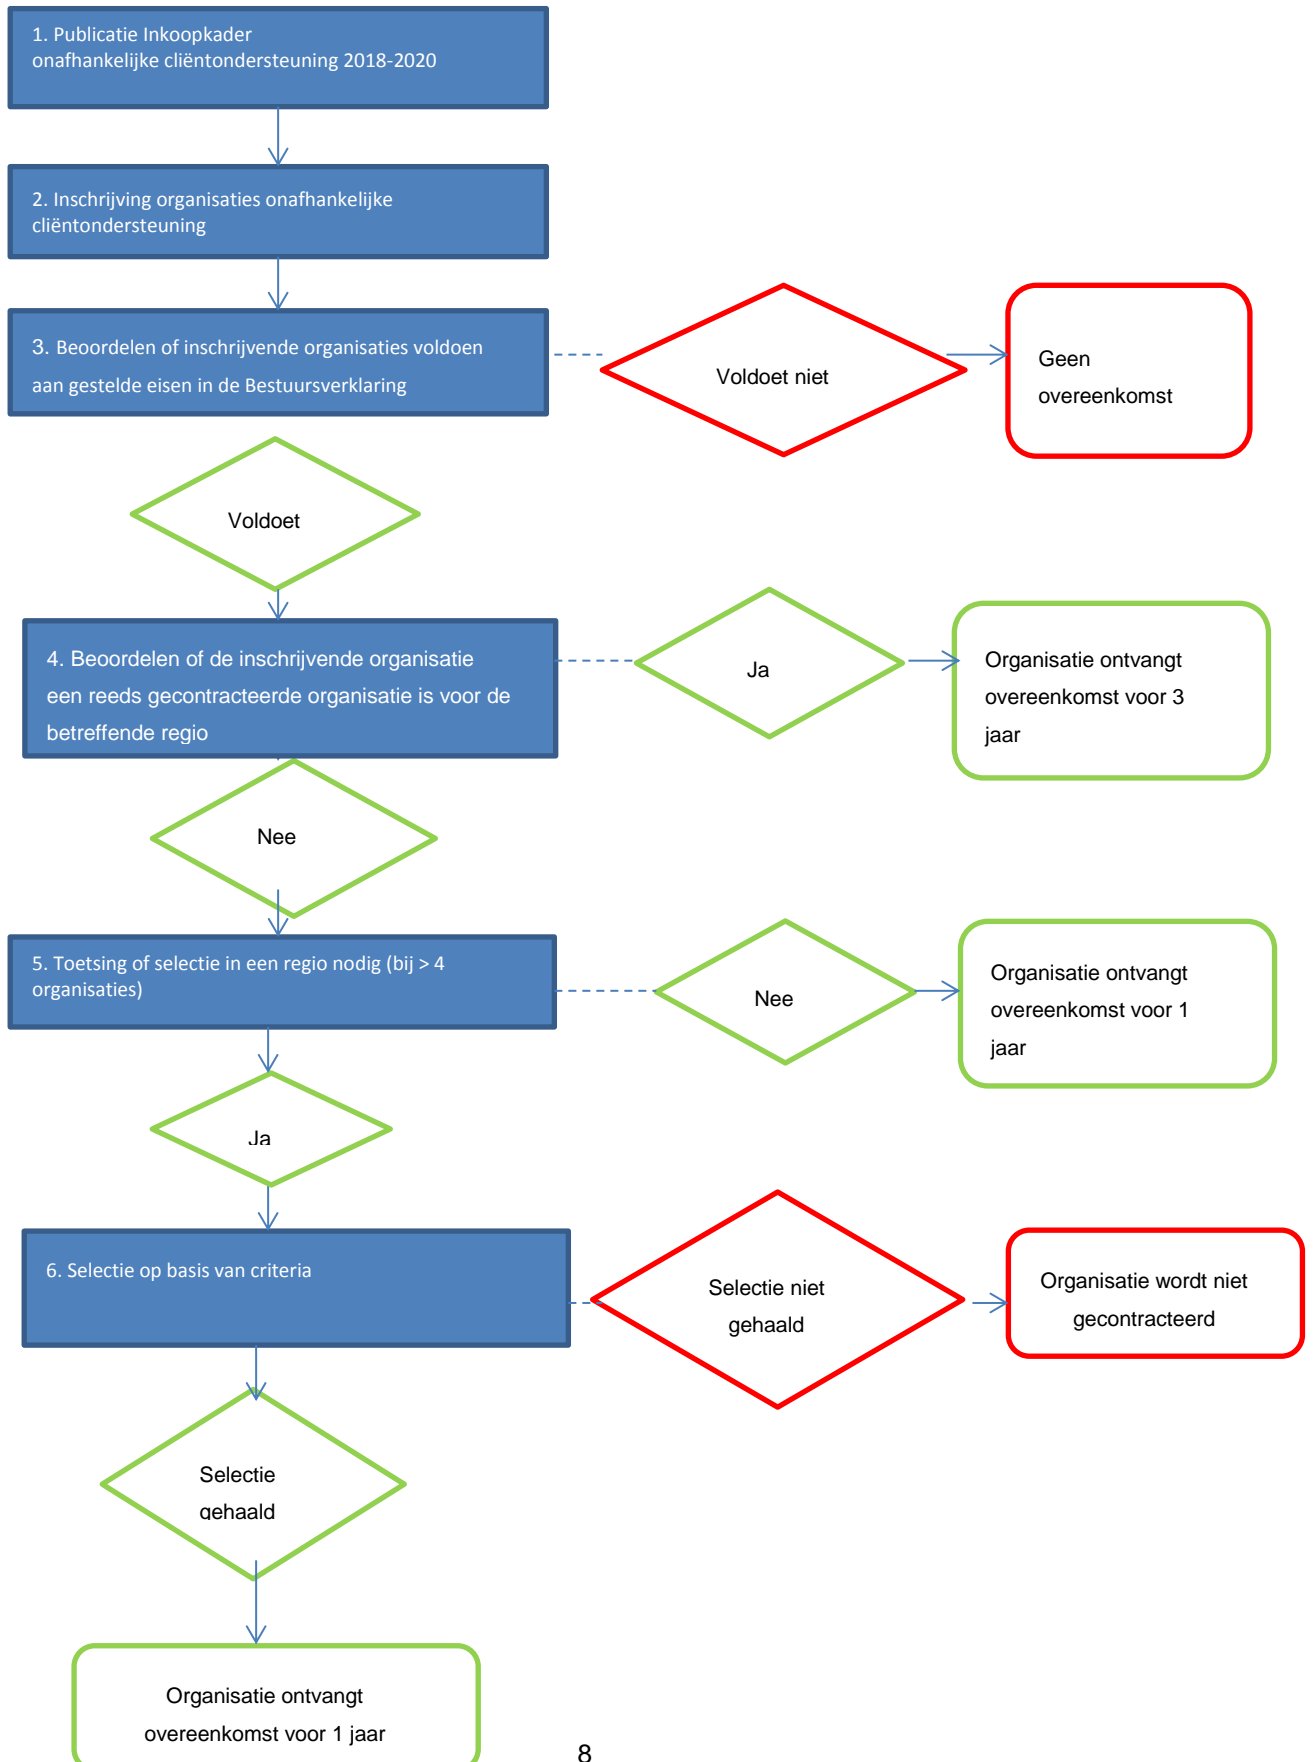 1. Publicatie Inkoopkader
onafhankelijke cliëntondersteuning 2018-2020
2. Inschrijving organisaties onafhankelijke
cliëntondersteuning
3. Beoordelen of inschrijvende organisaties voldoen
aan gestelde eisen in de Bestuursverklaring
Voldoet niet
Geen
overeenkomst
Voldoet
4. Beoordelen of de inschrijvende organisatie
een reeds gecontracteerde organisatie is voor de
betreffende regio
Ja
Organisatie ontvangt
overeenkomst voor 3
jaar
Nee
5. Toetsing of selectie in een regio nodig (bij > 4
organisaties)
Nee
Organisatie ontvangt
overeenkomst voor 1
jaar
Ja
6. Selectie op basis van criteria
Selectie niet
gehaald
Organisatie wordt niet
gecontracteerd
Selectie
gehaald
Organisatie ontvangt
overeenkomst voor 1 jaar
8